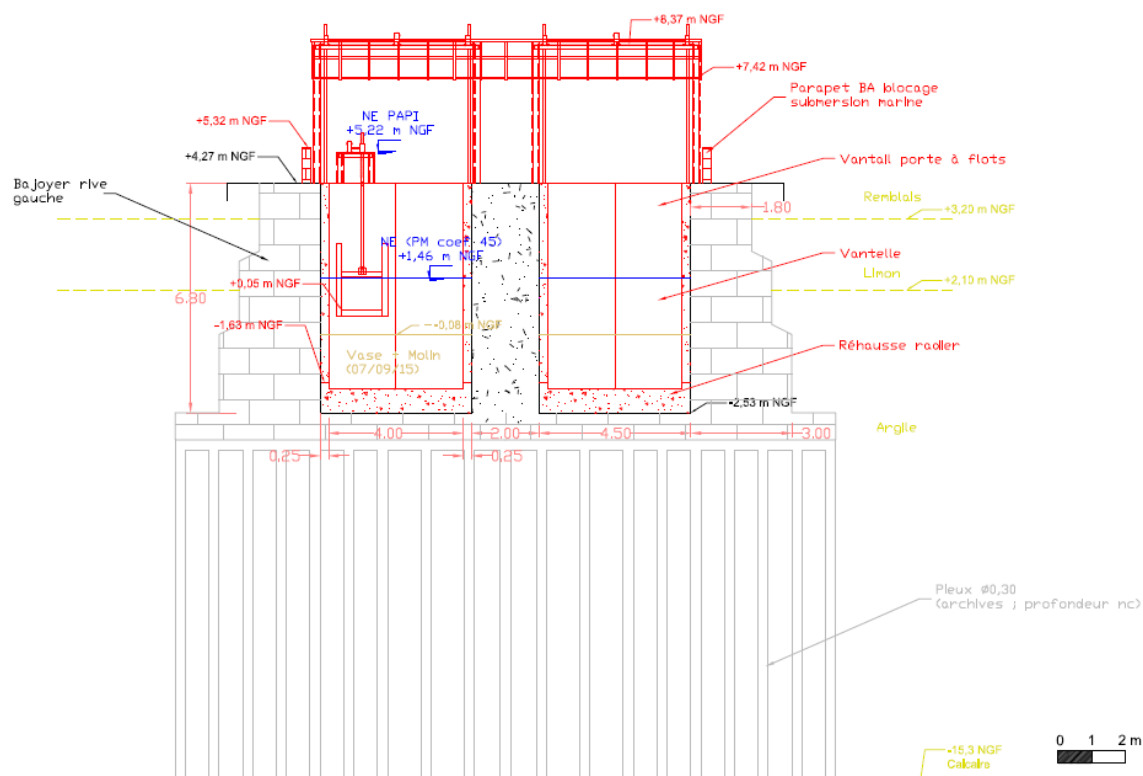 +8,37 m NGF
+7,42 m NGF
NE PAPI
+5,22 m NGF
Parapet BA blocage
submersion marine
+5,32 m NGF
+4,27 m NGF
Vantail porte à flots
Bajoyer rive
gauche
Remblais
1.80
+3,20 m NGF
NE (PM coef 45)
+1,46 m NGF
Vantelle
Limon
+0,05 m NGF
+2,10 m NGF
6.80
-1,63 m NGF
-0,08 m NGF
Vase + Molin
(07/09/15)
Réhausse radier
-2,53 m NGF
Argile
4.00
2.00
4.50
3.00
0.25
0.25
Pieux Ø0,30
(archives ; profondeur nc)
0 1 2 m
-15,3 NGF
Calcaire